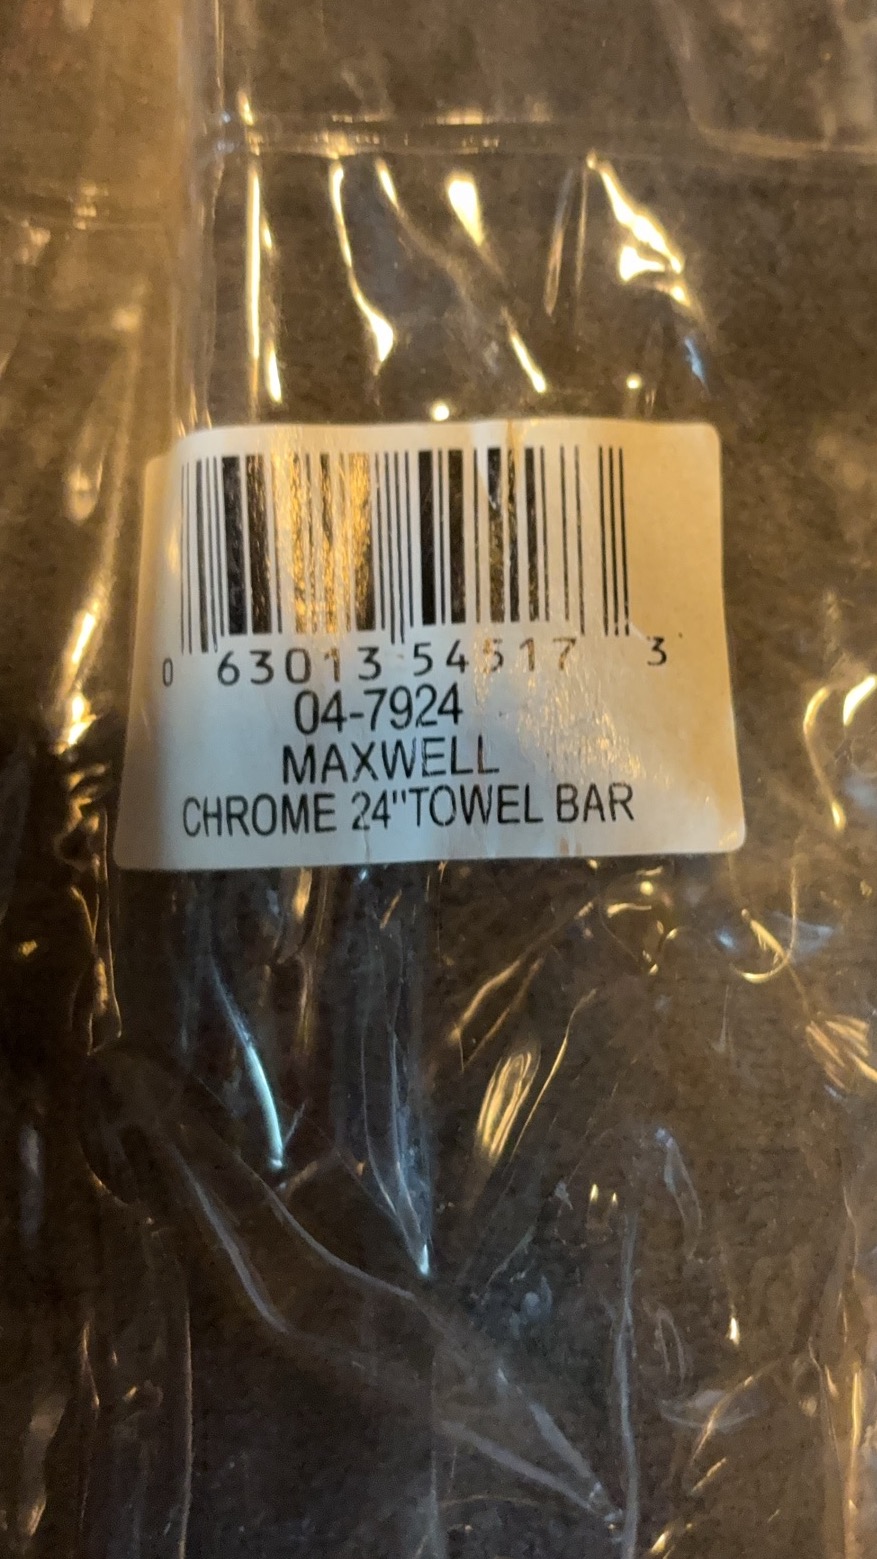 0 63013 54517 3
04-7924
MAXWELL
CHROME 24"TOWEL BAR